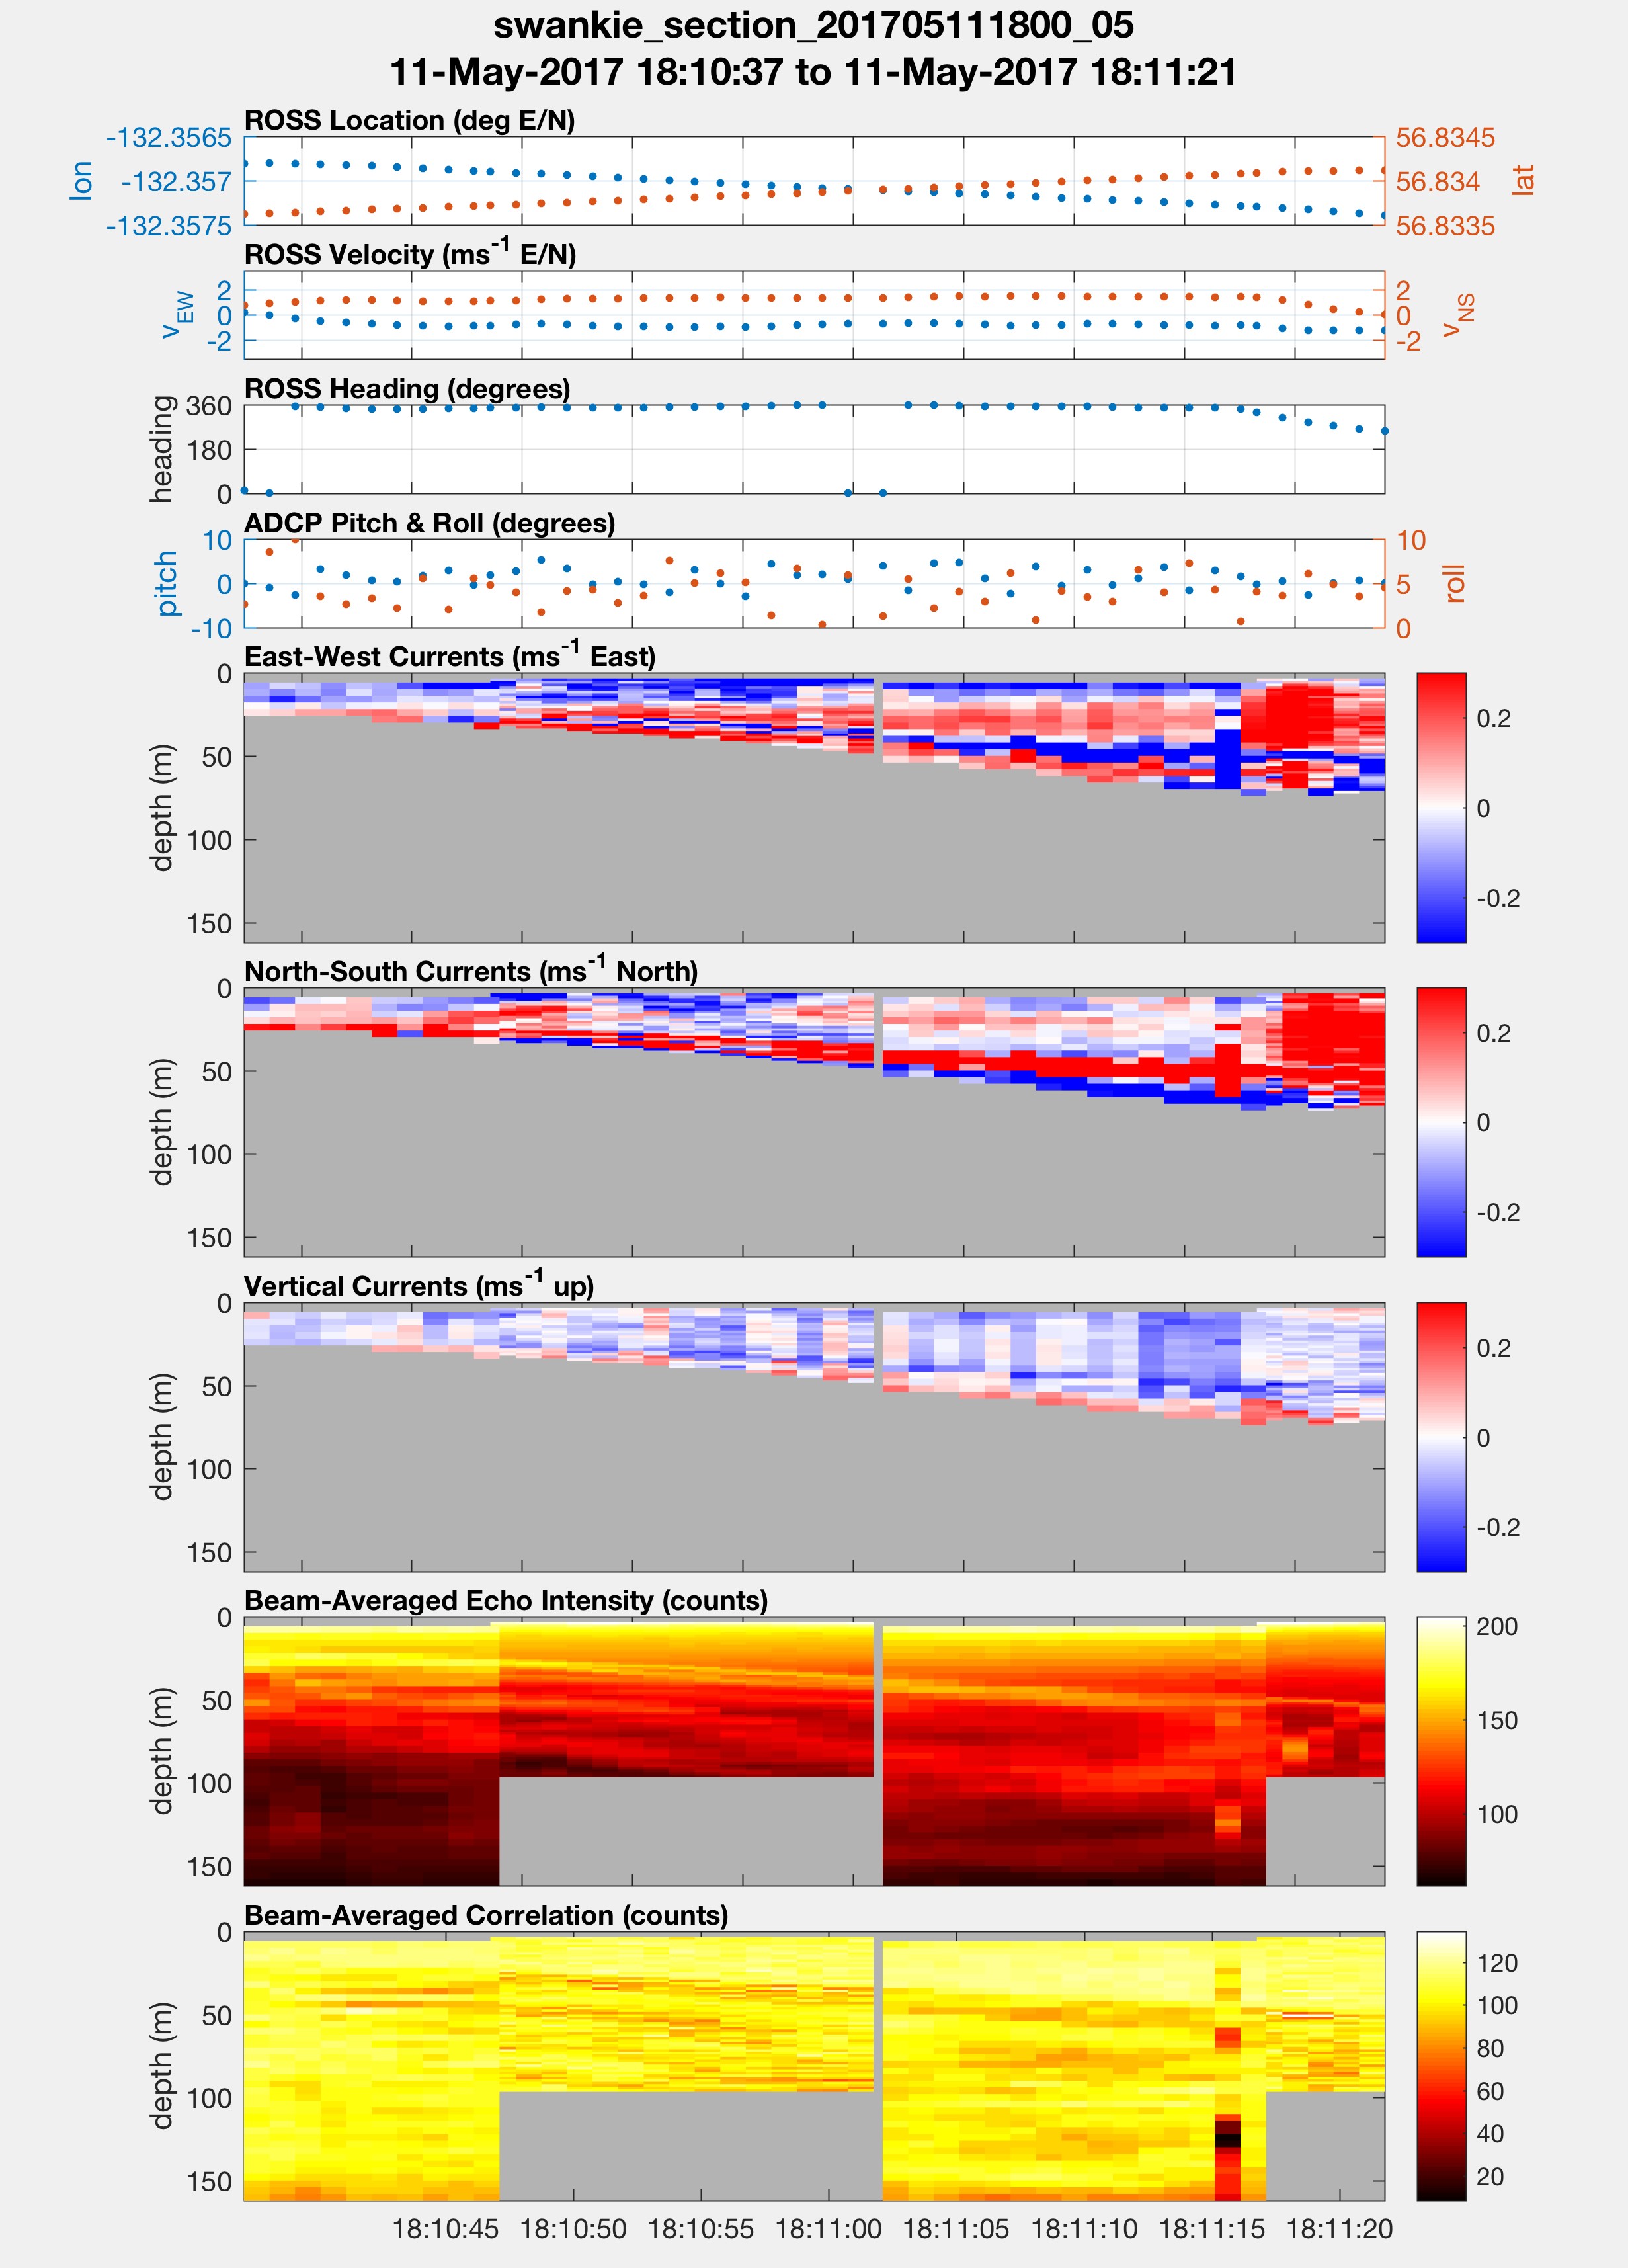 swankie_section_201705111800_05
11-May-2017 18:10:37 to 11-May-2017 18:11:21
ROSS Location (deg E/N)
-132.3565
-132.357
-132.3575
lon
56.8345
56.834
56.8335
lat
ROSS Velocity (ms-1 E/N)
2
0
-2
vEW
2
0
-2
vNS
ROSS Heading (degrees)
360
180
0
heading
ADCP Pitch & Roll (degrees)
10
0
-10
pitch
10
5
0
roll
East-West Currents (ms-1 East)
0
50
100
150
depth (m)
0.2
0
-0.2
North-South Currents (ms-1 North)
0
50
100
150
depth (m)
0.2
0
-0.2
Vertical Currents (ms-1 up)
0
50
100
150
depth (m)
0.2
0
-0.2
Beam-Averaged Echo Intensity (counts)
0
50
100
150
depth (m)
200
150
100
Beam-Averaged Correlation (counts)
0
50
100
150
depth (m)
120
100
80
60
40
20
18:10:45 18:10:50 18:10:55 18:11:00 18:11:05 18:11:10 18:11:15 18:11:20